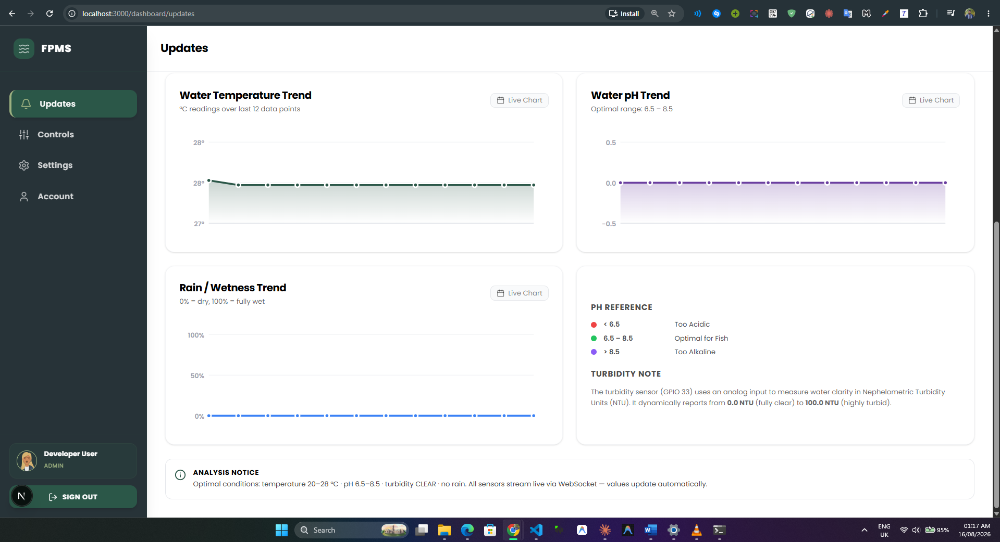 localhost:3000/dashboard/updates
Install
FPMS
Updates
Controls
Settings
Account
Developer User
ADMIN
N
SIGN OUT
Updates
Water Temperature Trend
°C readings over last 12 data points
Live Chart
28°
28°
27°
Water pH Trend
Optimal range: 6.5 – 8.5
Live Chart
0.5
0.0
-0.5
Rain / Wetness Trend
0% = dry, 100% = fully wet
Live Chart
100%
50%
0%
PH REFERENCE
< 6.5 Too Acidic
6.5 – 8.5 Optimal for Fish
> 8.5 Too Alkaline
TURBIDITY NOTE
The turbidity sensor (GPIO 33) uses an analog input to measure water clarity in Nephelometric Turbidity
Units (NTU). It dynamically reports from 0.0 NTU (fully clear) to 100.0 NTU (highly turbid).
ANALYSIS NOTICE
Optimal conditions: temperature 20–28 °C · pH 6.5–8.5 · turbidity CLEAR · no rain. All sensors stream live via WebSocket — values update automatically.
Search
ENG
UK
95%
01:17 AM
16/08/2026